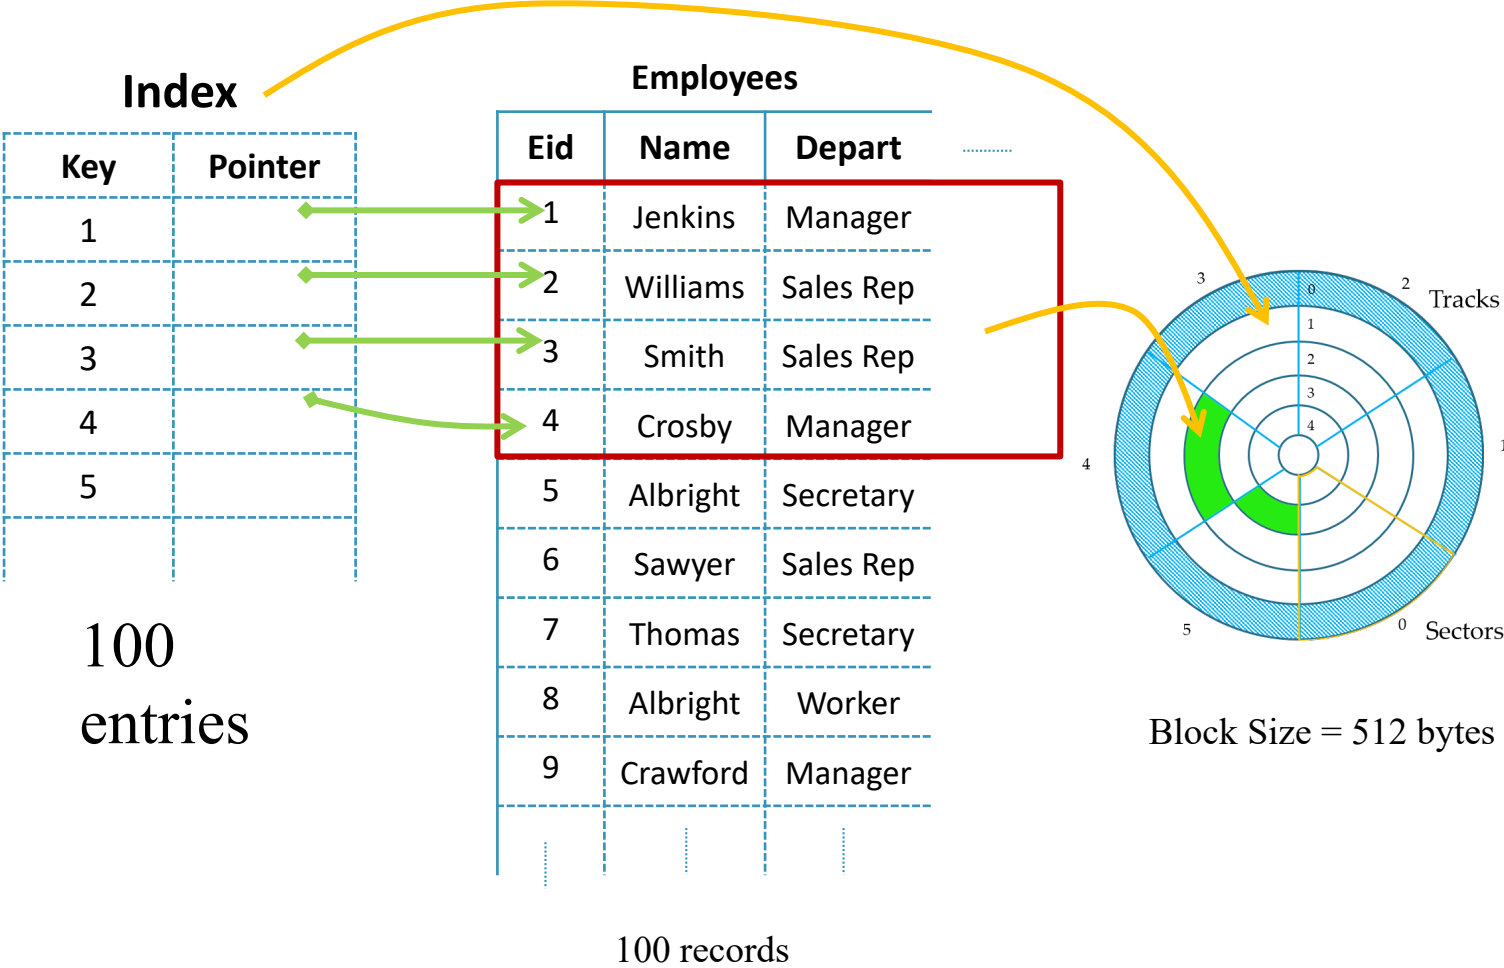 Index
Key Pointer
1
2
3
4
5
100
entries
Employees
Eid Name Depart
1 Jenkins Manager
2 Williams Sales Rep
3 Smith Sales Rep
4 Crosby Manager
5 Albright Secretary
6 Sawyer Sales Rep
7 Thomas Secretary
8 Albright Worker
9 Crawford Manager
100 records
3
2
Tracks
0
1
2
3
4
1
4
5
0
Sectors
Block Size = 512 bytes